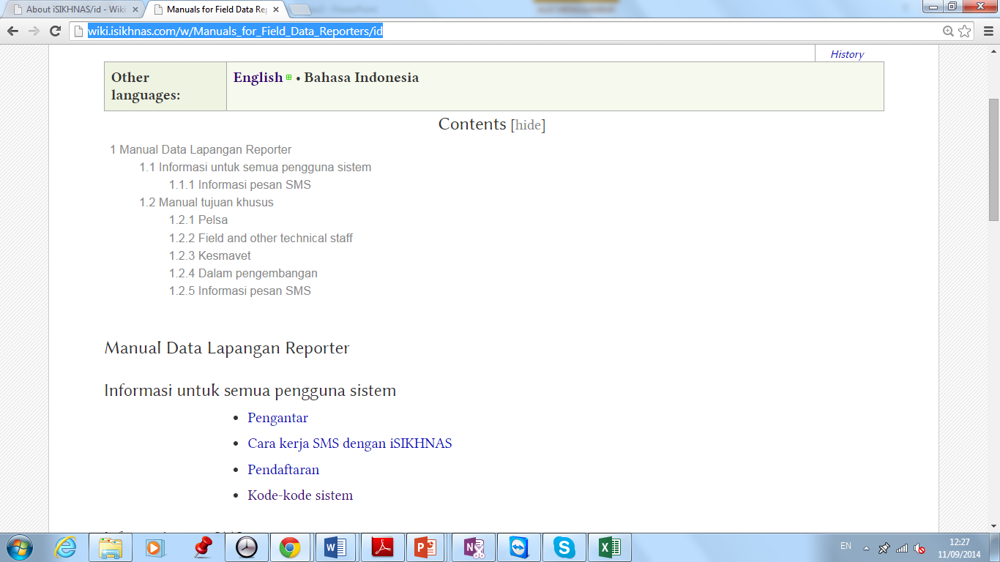 About iSIKHNAS/id - Wiki
Manuals for Field Data Rep
wiki.isikhnas.com/w/Manuals_for_Field_Data_Reporters/id
History
Other languages:
English • Bahasa Indonesia
Contents [hide]
1 Manual Data Lapangan Reporter
1.1 Informasi untuk semua pengguna sistem
1.1.1 Informasi pesan SMS
1.2 Manual tujuan khusus
1.2.1 Pelsa
1.2.2 Field and other technical staff
1.2.3 Kesmavet
1.2.4 Dalam pengembangan
1.2.5 Informasi pesan SMS
Manual Data Lapangan Reporter
Informasi untuk semua pengguna sistem
• Pengantar
• Cara kerja SMS dengan iSIKHNAS
• Pendaftaran
• Kode-kode sistem
EN
12:27
11/09/2014